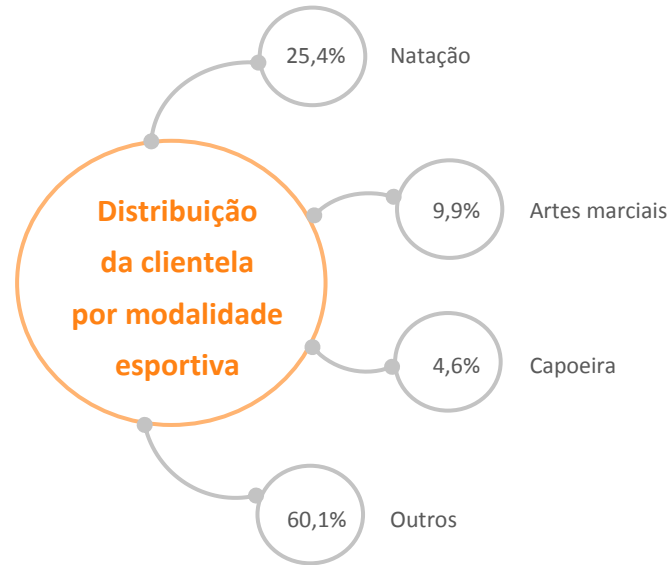 25,4% Natação
Distribuição
da clientela
por modalidade
esportiva
9,9% Artes marciais
4,6% Capoeira
60,1% Outros